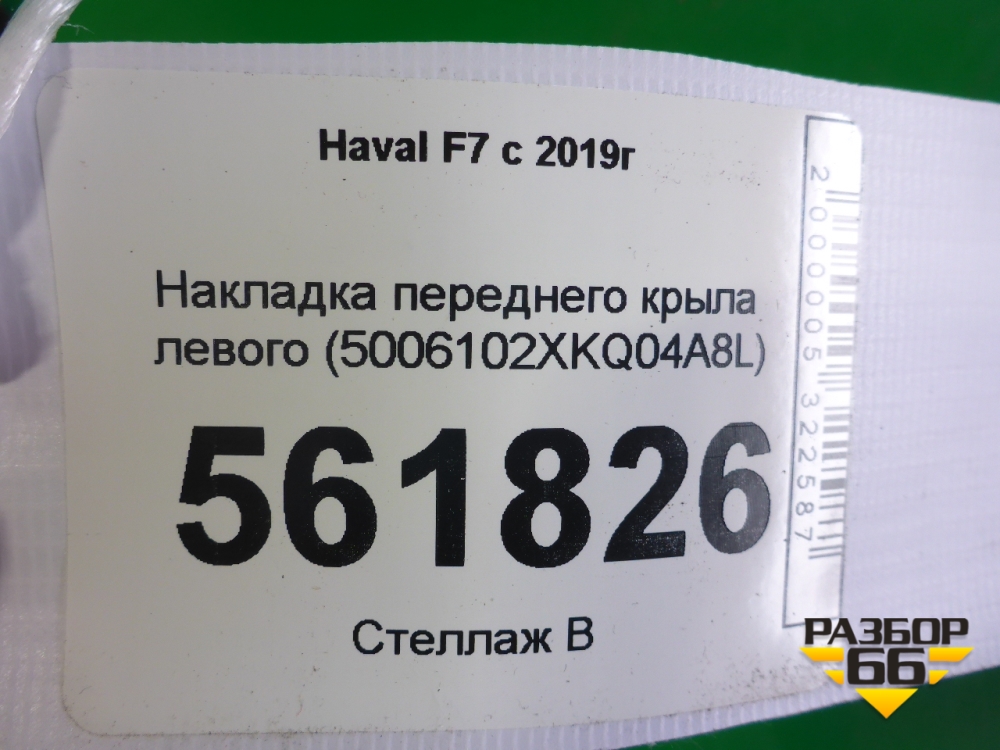 Haval F7 с 2019г
Накладка переднего крыла
левого (5006102XKQ04A8L)
561826
Стеллаж В
2000005322587
РАЗБОР
66